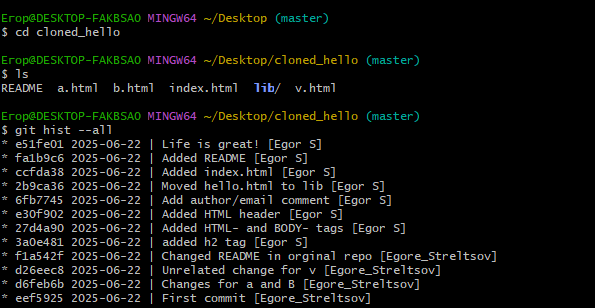 Егор@DESKTOP-FAKBSAO MINGW64 ~/Desktop (master)
$ cd cloned_hello
Егор@DESKTOP-FAKBSAO MINGW64 ~/Desktop/cloned_hello (master)
$ ls
README  a.html  b.html  index.html  lib/  v.html
Егор@DESKTOP-FAKBSAO MINGW64 ~/Desktop/cloned_hello (master)
$ git hist --all
* e51fe01 2025-06-22 | Life is great! [Egor S]
* fa1b9c6 2025-06-22 | Added README [Egor S]
* ccfda38 2025-06-22 | Added index.html [Egor S]
* 2b9ca36 2025-06-22 | Moved hello.html to lib [Egor S]
* 6fb7745 2025-06-22 | Add author/email comment [Egor S]
* e30f902 2025-06-22 | Added HTML header [Egor S]
* 27d4a90 2025-06-22 | Added HTML- and BODY- tags [Egor S]
* 3a0e481 2025-06-22 | added h2 tag [Egor S]
* f1a542f 2025-06-22 | Changed README in orginal repo [Egore_Streltsov]
* d26eec8 2025-06-22 | Unrelated change for v [Egore_Streltsov]
* d6feb6b 2025-06-22 | Changes for a and B [Egore_Streltsov]
* eef5925 2025-06-22 | First commit [Egore_Streltsov]